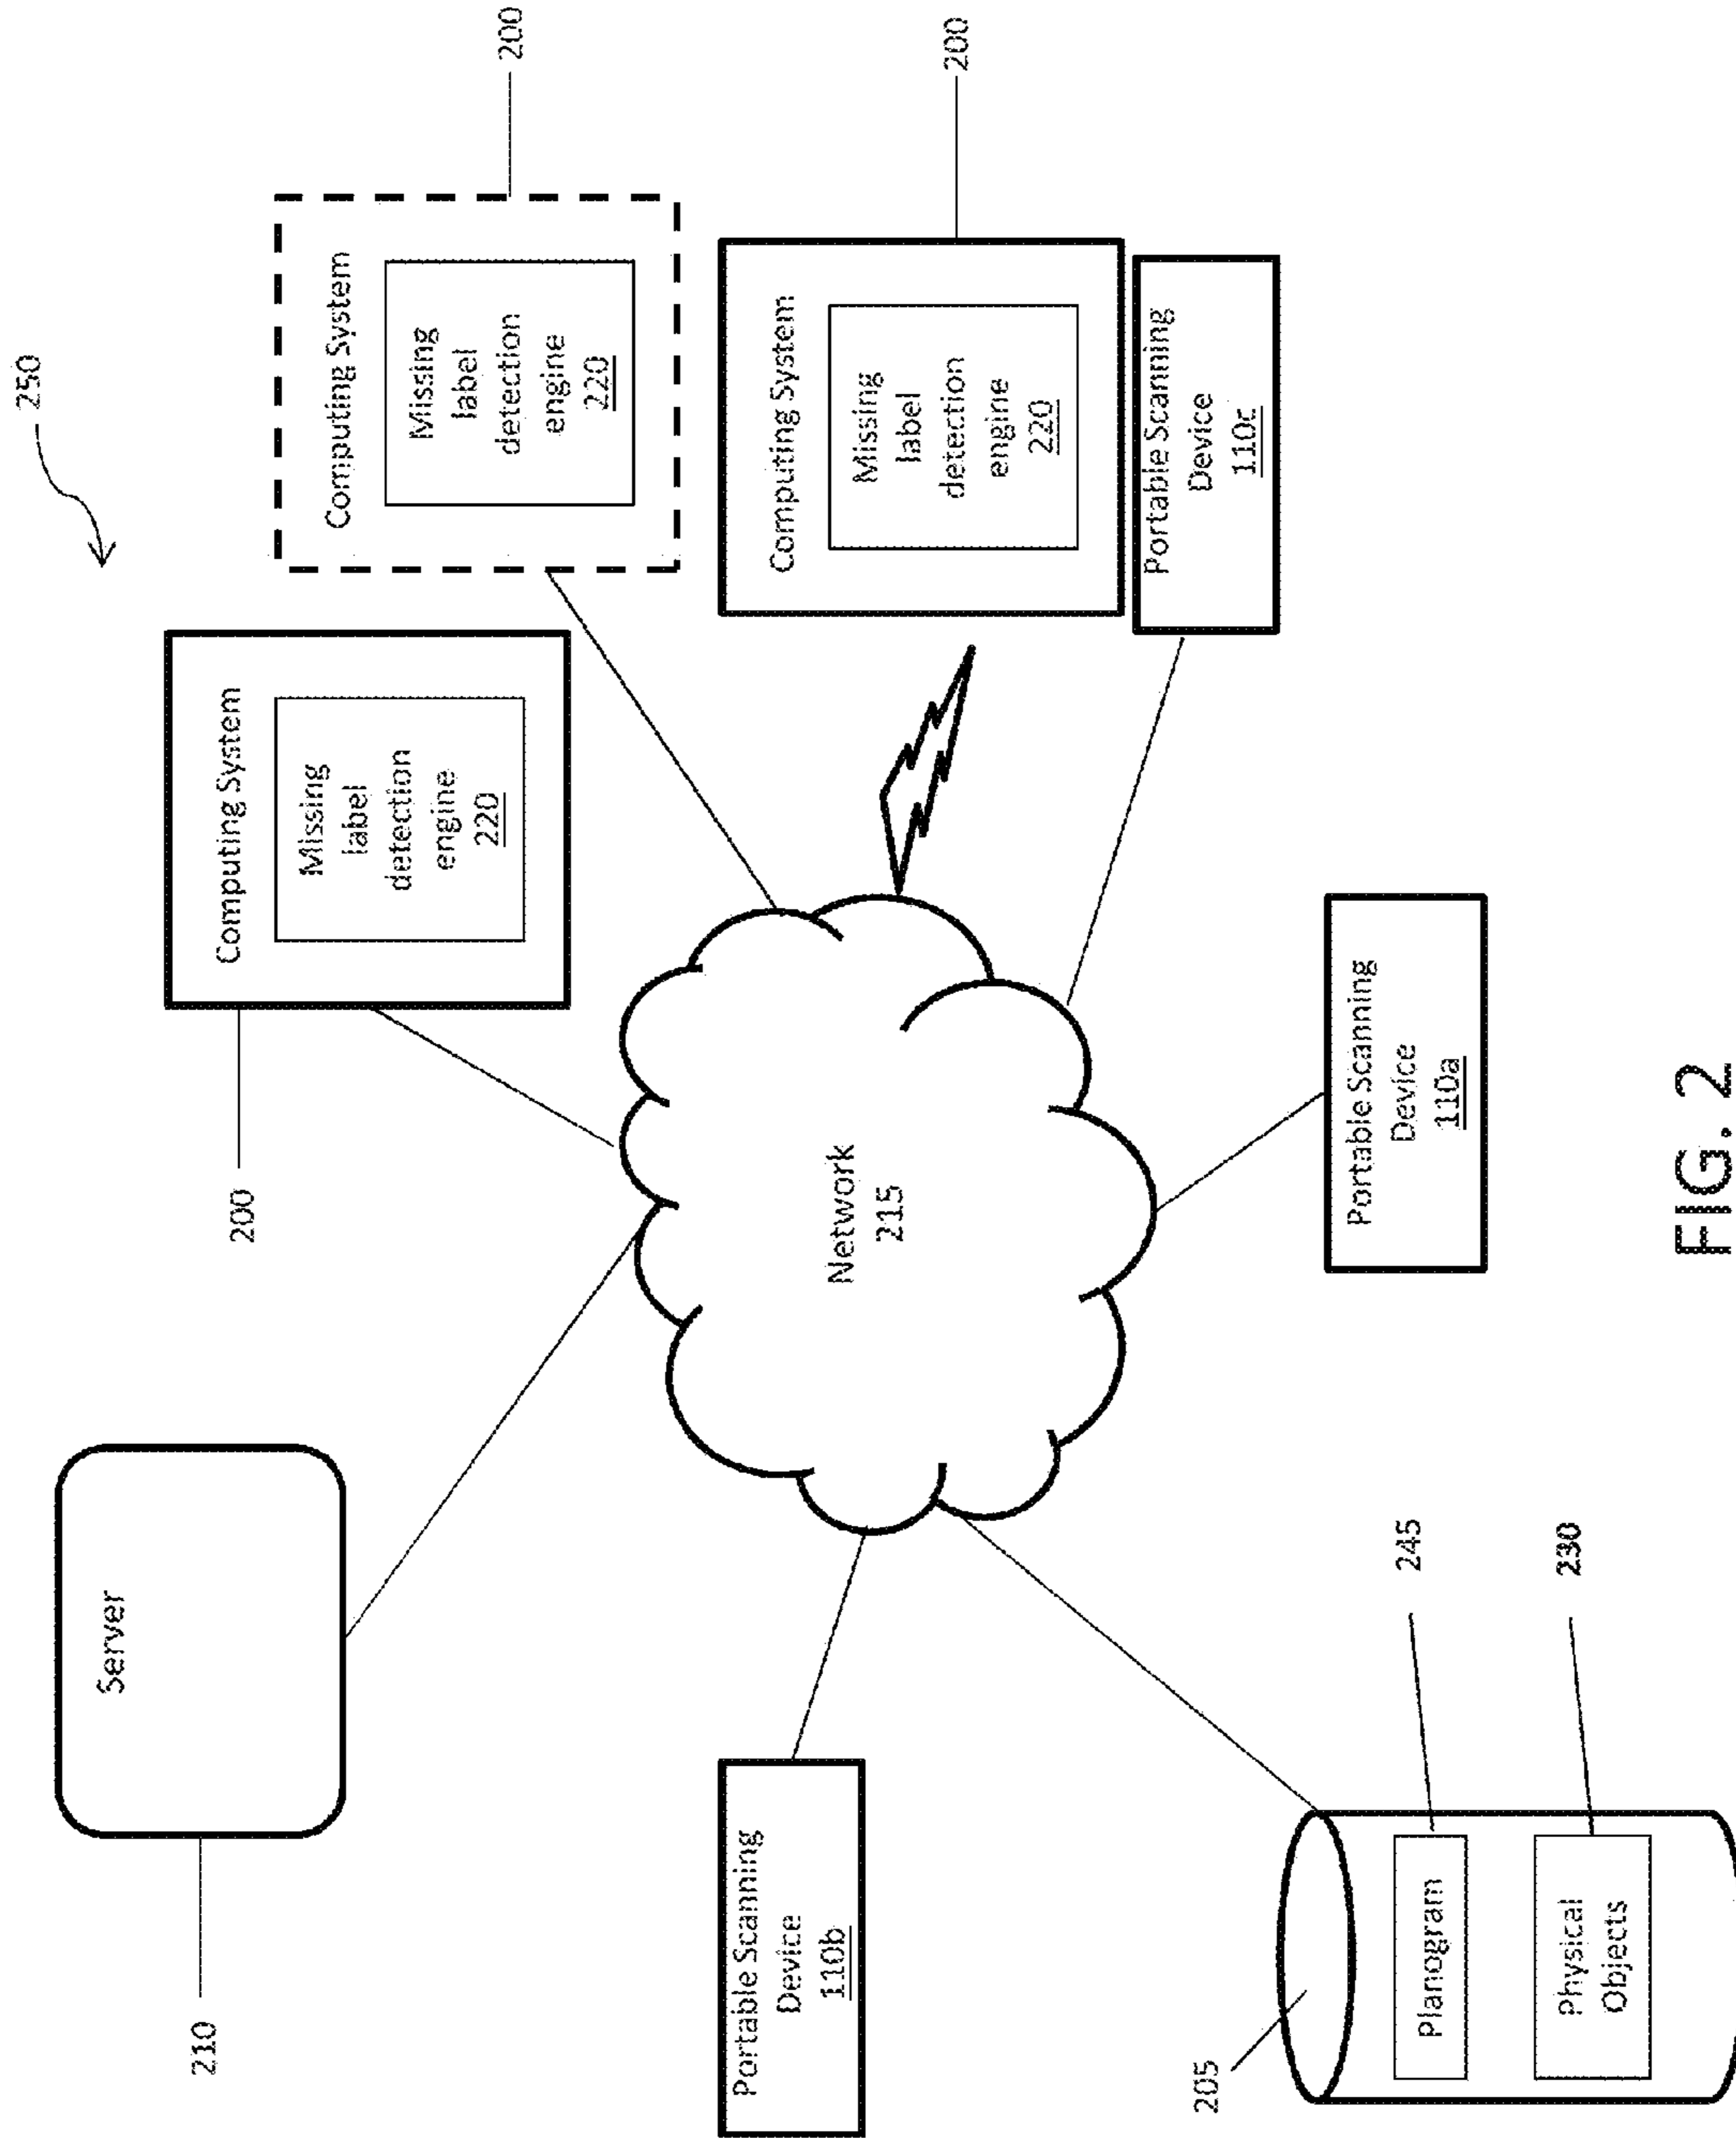 250
Server
210
Computing System
Missing
label
detection
engine
220
200
Computing System
Missing
label
detection
engine
220
200
Computing System
Missing
label
detection
engine
220
200
Portable Scanning
Device
110c
Portable Scanning
Device
110b
Network
215
205
Planogram
245
Physical
Objects
230
Portable Scanning
Device
110a
FIG. 2